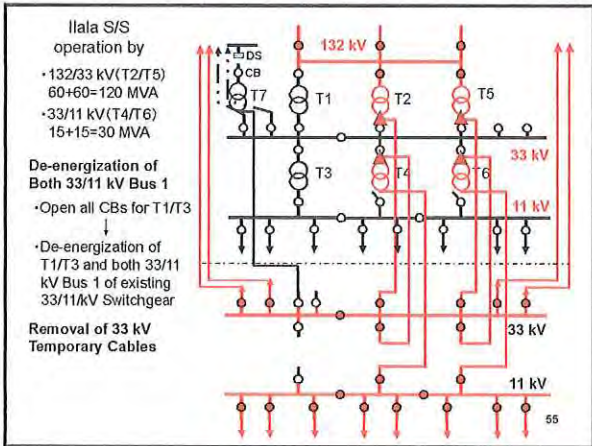 Ilala S/S
operation by
·132/33 kV(T2/T5)
60+60=120 MVA
·33/11 kV(T4/T6)
15+15=30 MVA
De-energization of
Both 33/11 kV Bus 1
·Open all CBs for T1/T3
·De-energization of
T1/T3 and both 33/11
kV Bus 1 of existing
33/11/kV Switchgear
Removal of 33 kV
Temporary Cables
DS
CB
T7
132 kV
T1
T2
T5
33 kV
T3
T4
T6
11 kV
33 kV
11 kV
55